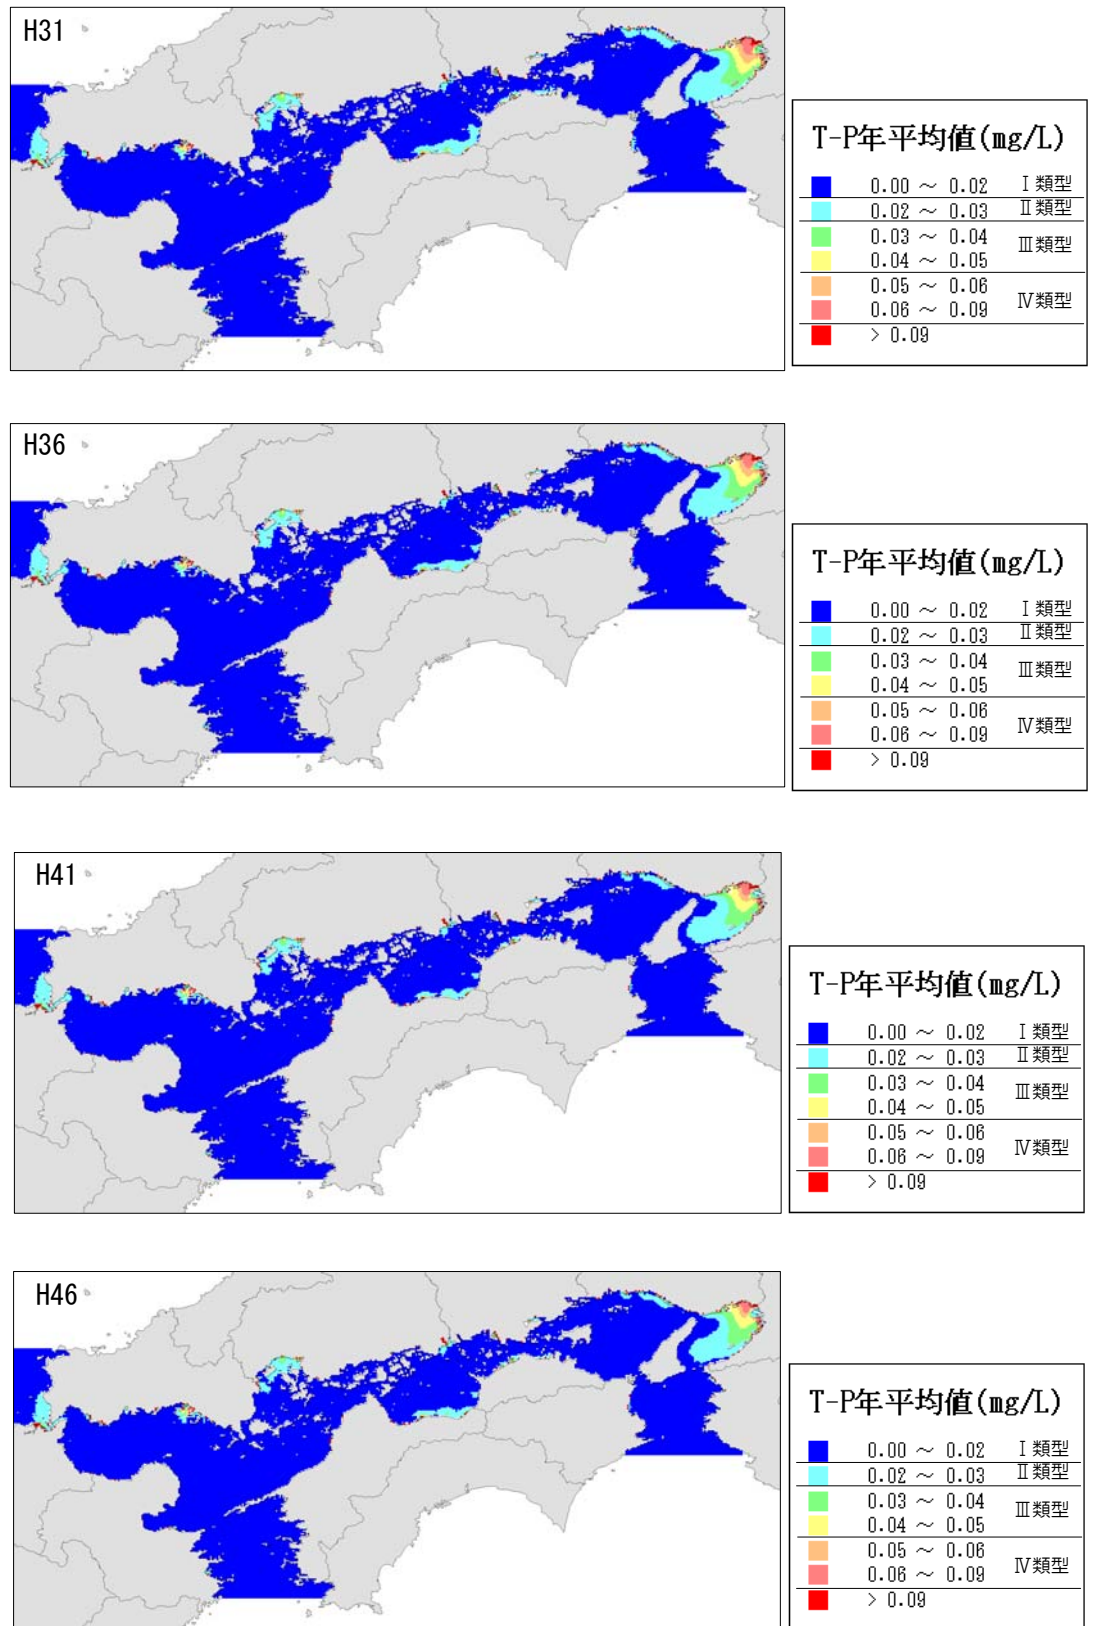 H31
T-P年平均値(mg/L)
0.00 ～ 0.02 Ⅰ類型
0.02 ～ 0.03 Ⅱ類型
0.03 ～ 0.04 Ⅲ類型
0.04 ～ 0.05
0.05 ～ 0.06 Ⅳ類型
0.06 ～ 0.09
> 0.09
H36
T-P年平均値(mg/L)
0.00 ～ 0.02 Ⅰ類型
0.02 ～ 0.03 Ⅱ類型
0.03 ～ 0.04 Ⅲ類型
0.04 ～ 0.05
0.05 ～ 0.06 Ⅳ類型
0.06 ～ 0.09
> 0.09
H41
T-P年平均値(mg/L)
0.00 ～ 0.02 Ⅰ類型
0.02 ～ 0.03 Ⅱ類型
0.03 ～ 0.04 Ⅲ類型
0.04 ～ 0.05
0.05 ～ 0.06 Ⅳ類型
0.06 ～ 0.09
> 0.09
H46
T-P年平均値(mg/L)
0.00 ～ 0.02 Ⅰ類型
0.02 ～ 0.03 Ⅱ類型
0.03 ～ 0.04 Ⅲ類型
0.04 ～ 0.05
0.05 ～ 0.06 Ⅳ類型
0.06 ～ 0.09
> 0.09